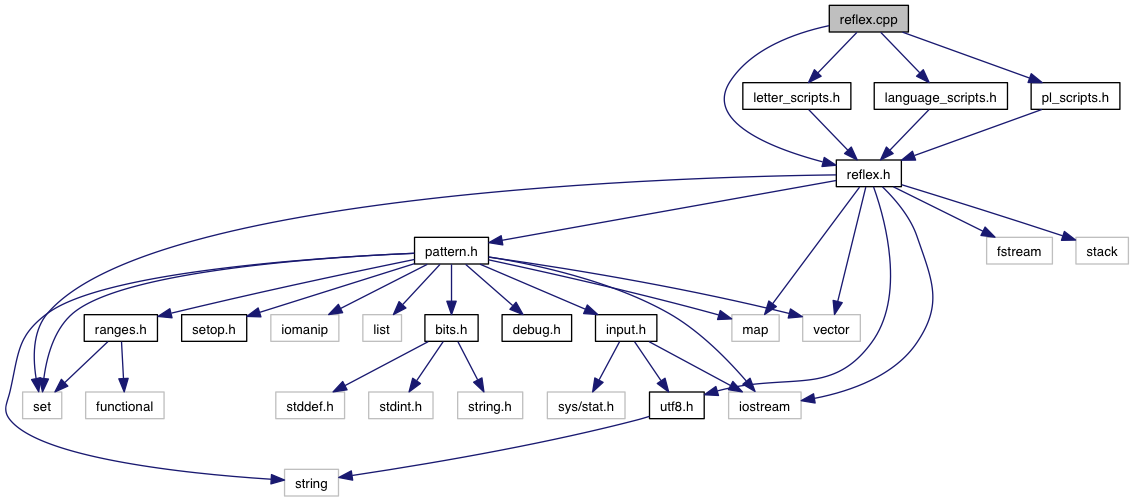 reflex.cpp
letter_scripts.h
language_scripts.h
pl_scripts.h
reflex.h
pattern.h
fstream
stack
ranges.h
setop.h
iomanip
list
bits.h
debug.h
input.h
map
vector
set
functional
stddef.h
stdint.h
string.h
sys/stat.h
utf8.h
iostream
string